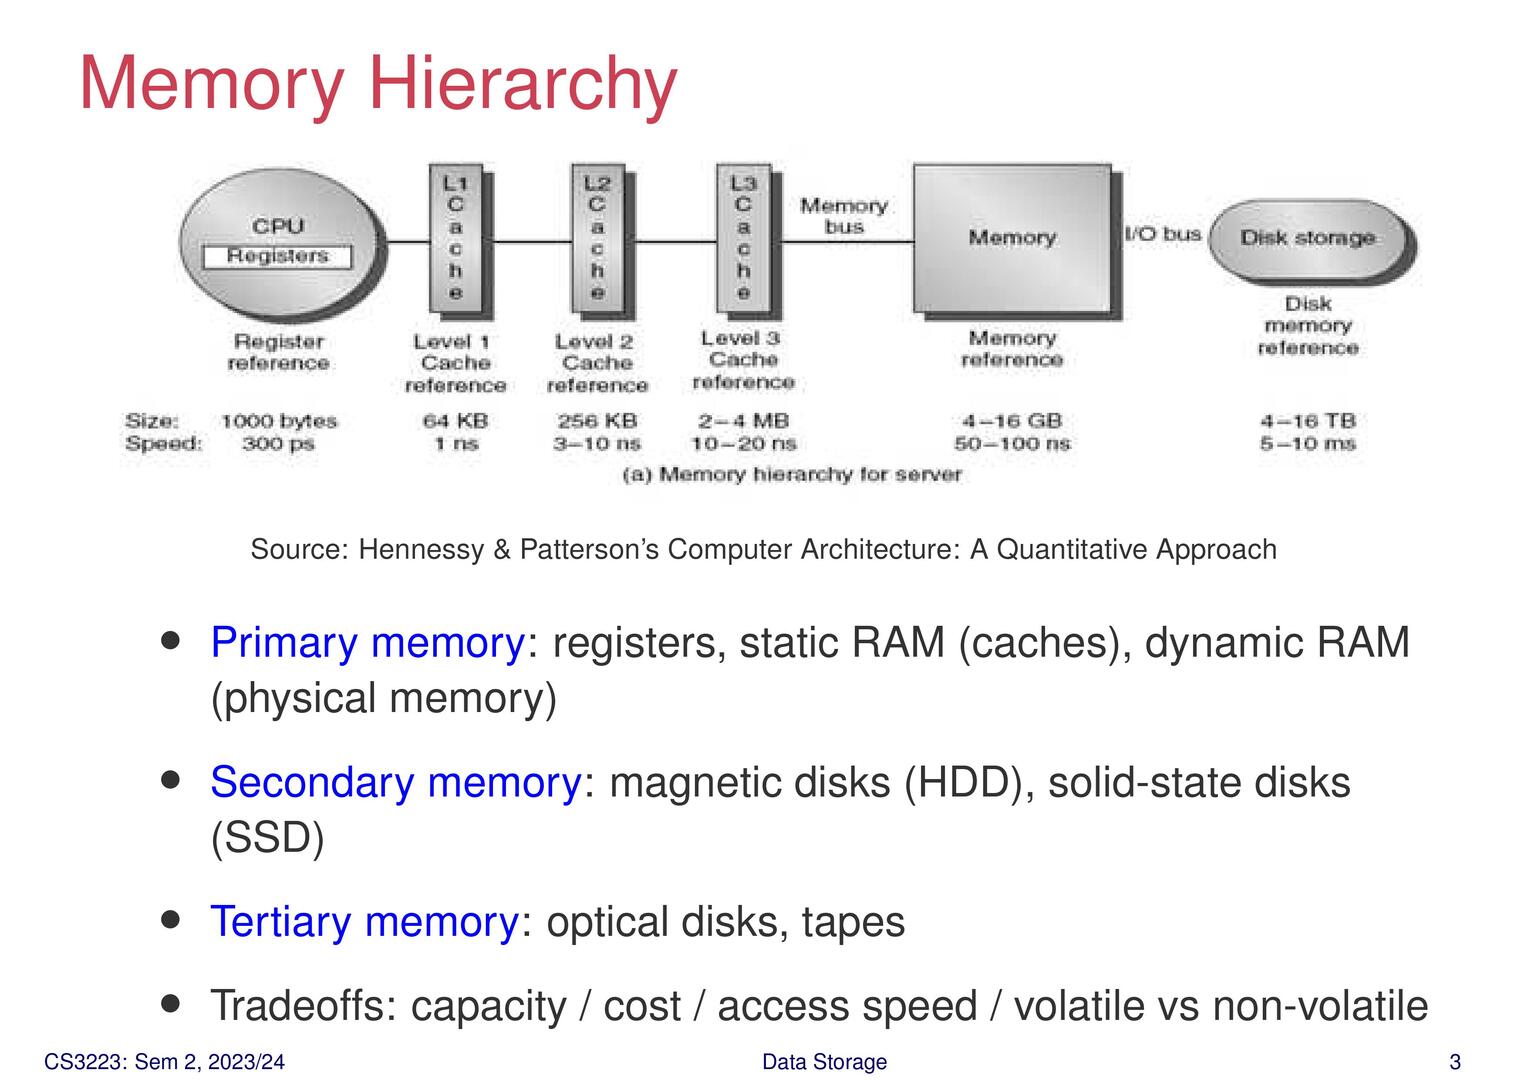 Memory Hierarchy
CPU
Registers
L1 Cache
L2 Cache
L3 Cache
Memory bus
Memory
I/O bus
Disk storage
Register reference
Level 1 Cache reference
Level 2 Cache reference
Level 3 Cache reference
Memory reference
Disk memory reference
Size: 1000 bytes 64 KB 256 KB 2–4 MB 4–16 GB 4–16 TB
Speed: 300 ps 1 ns 3–10 ns 10–20 ns 50–100 ns 5–10 ms
(a) Memory hierarchy for server
Source: Hennessy & Patterson's Computer Architecture: A Quantitative Approach
• Primary memory: registers, static RAM (caches), dynamic RAM
(physical memory)
• Secondary memory: magnetic disks (HDD), solid-state disks
(SSD)
• Tertiary memory: optical disks, tapes
• Tradeoffs: capacity / cost / access speed / volatile vs non-volatile
CS3223: Sem 2, 2023/24 Data Storage 3